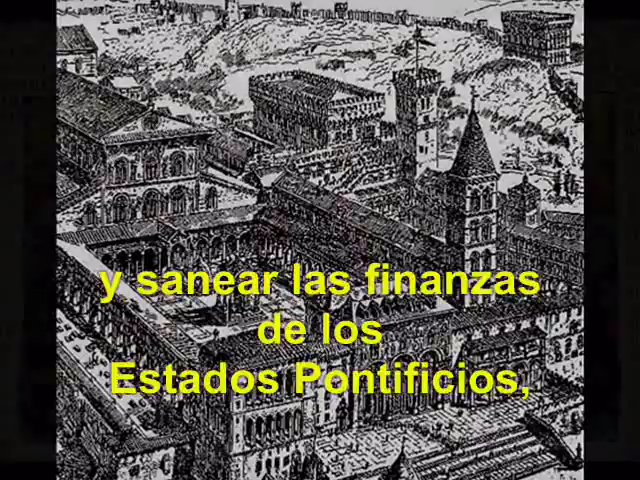 y sanear las finanzas
de los
Estados Pontificios,